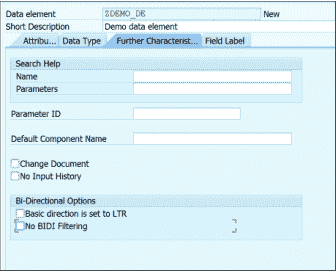 Data element ZDEMO_DE New
Short Description Demo data element
Attribu... Data Type Further Characterist... Field Label
Search Help
Name
Parameters
Parameter ID
Default Component Name
Change Document
No Input History
Bi-Directional Options
Basic direction is set to LTR
No BIDI Filtering